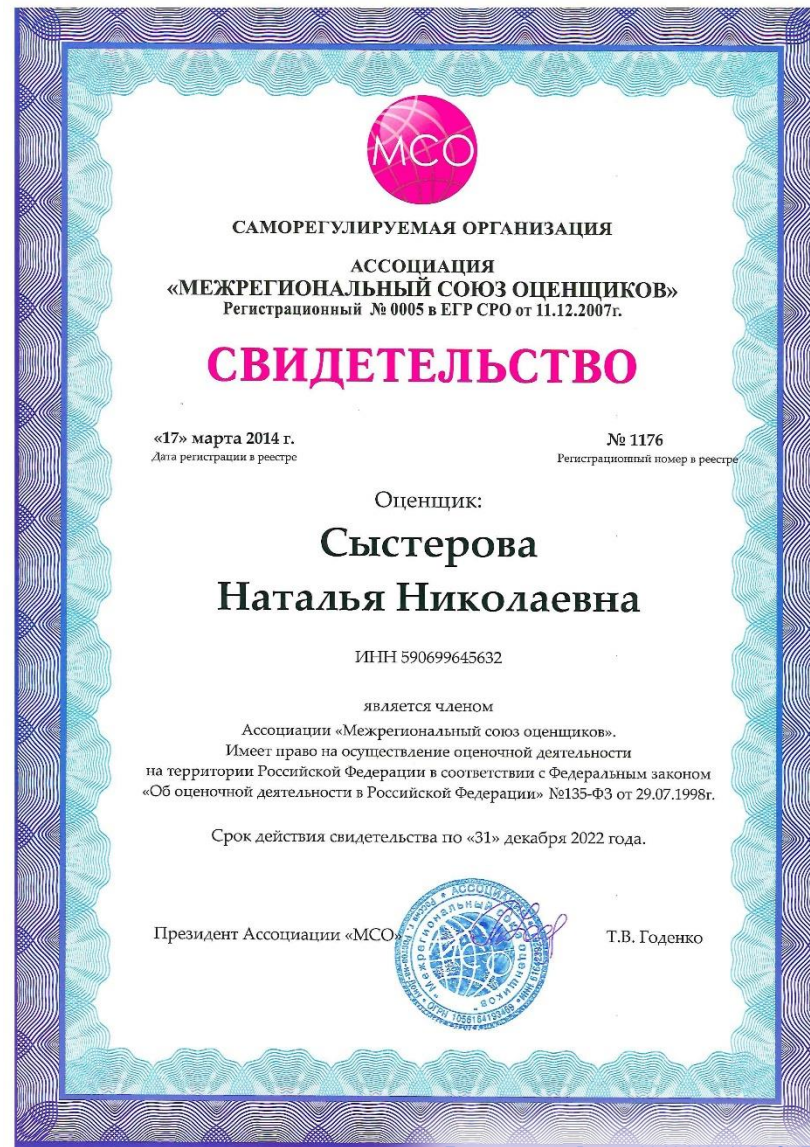 МСО
САМОРЕГУЛИРУЕМАЯ ОРГАНИЗАЦИЯ
АССОЦИАЦИЯ
«МЕЖРЕГИОНАЛЬНЫЙ СОЮЗ ОЦЕНЩИКОВ»
Регистрационный № 0005 в ЕГР СРО от 11.12.2007г.
СВИДЕТЕЛЬСТВО
«17» марта 2014 г.
Дата регистрации в реестре
№ 1176
Регистрационный номер в реестре
Оценщик:
Сыстерова
Наталья Николаевна
ИНН 590699645632
является членом
Ассоциации «Межрегиональный союз оценщиков».
Имеет право на осуществление оценочной деятельности
на территории Российской Федерации в соответствии с Федеральным законом
«Об оценочной деятельности в Российской Федерации» №135-ФЗ от 29.07.1998г.
Срок действия свидетельства по «31» декабря 2022 года.
Президент Ассоциации «МСО»
Т.В. Годенко
Межрегиональный союз оценщиков
МСО